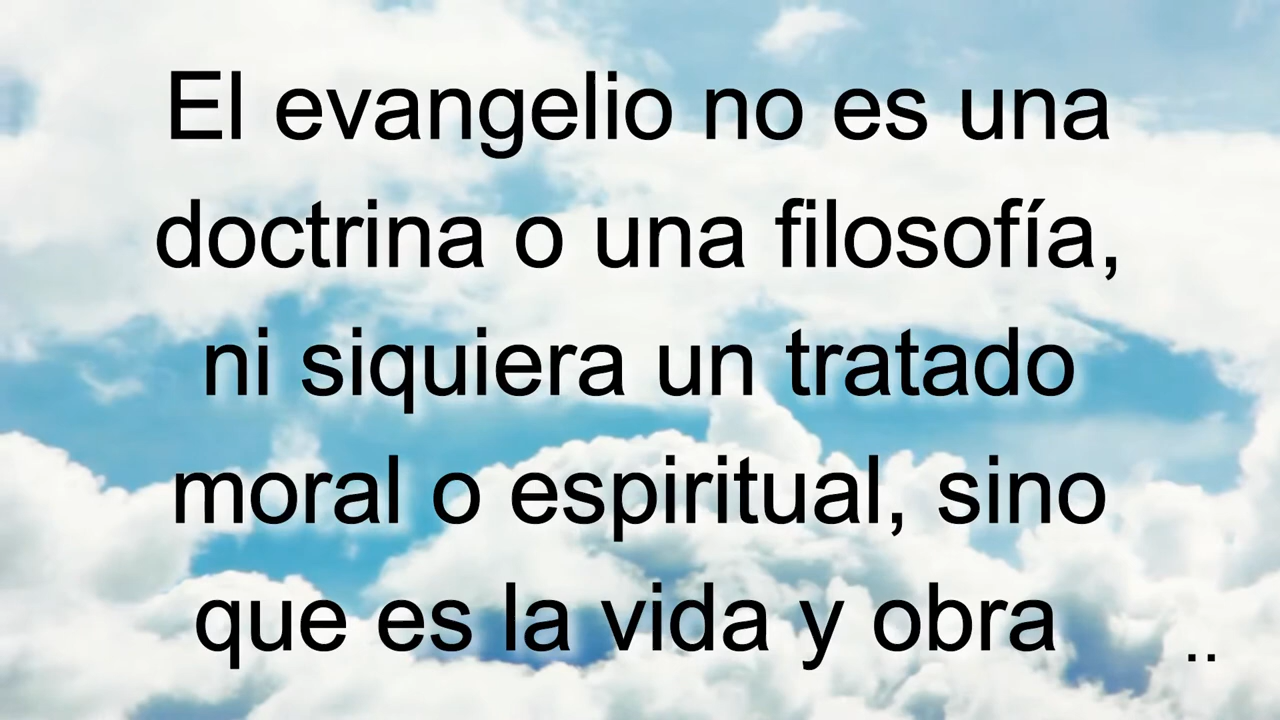 El evangelio no es una
doctrina o una filosofía,
ni siquiera un tratado
moral o espiritual, sino
que es la vida y obra ..